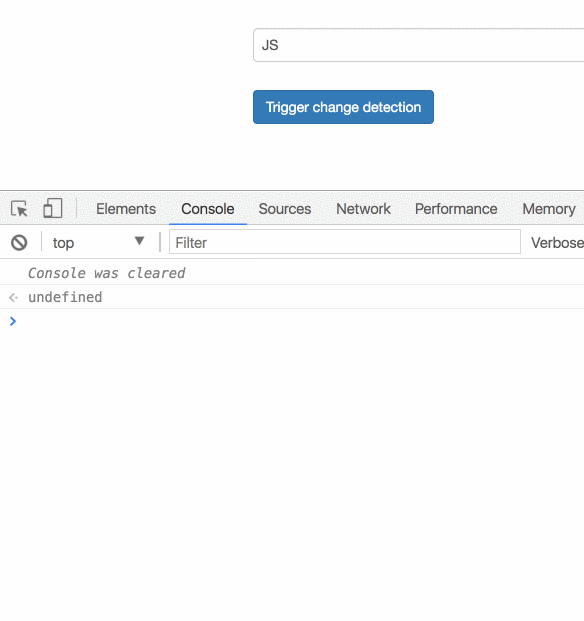 JS
Trigger change detection
Elements Console Sources Network Performance Memory
top Filter Verbose
Console was cleared
undefined